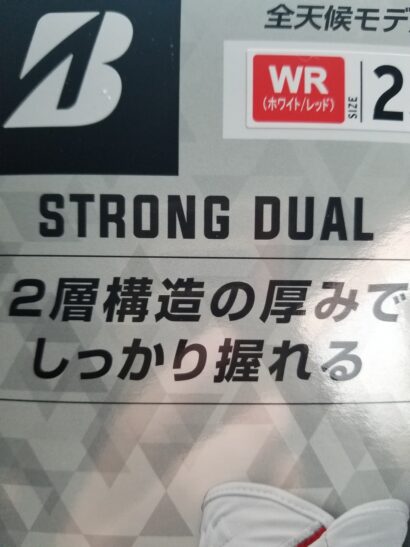 全天候モデ
WR
(ホワイト/レッド)
SIZE
2
STRONG DUAL
2層構造の厚みで
しっかり握れる